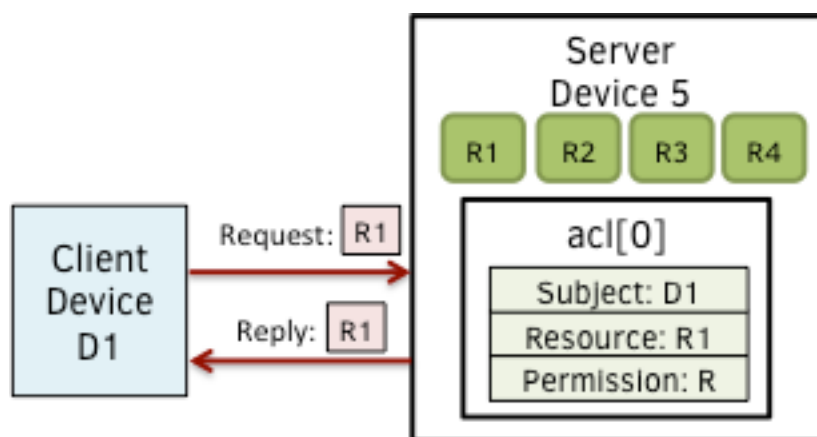 Server
Device 5
R1 R2 R3 R4
acl[0]
Subject: D1
Resource: R1
Permission: R
Client
Device
D1
Request: R1
Reply: R1